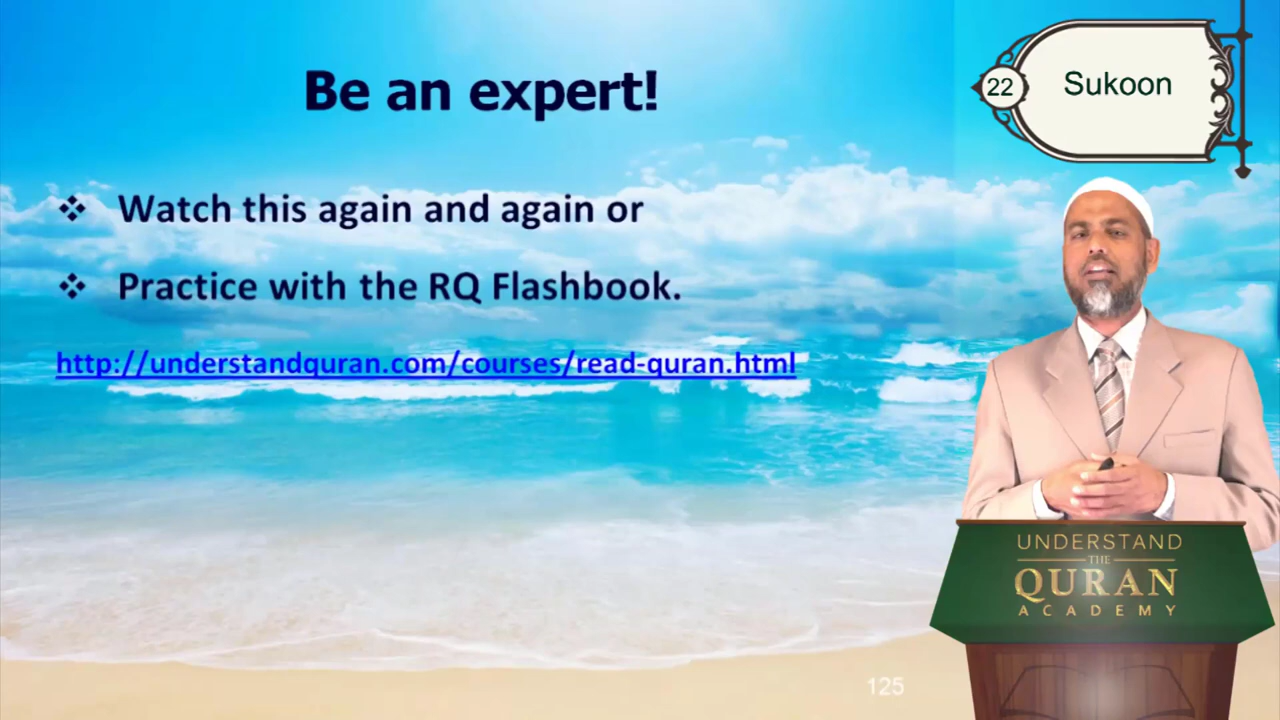 Be an expert!
22
Sukoon
❖ Watch this again and again or
❖ Practice with the RQ Flashbook.
http://understandquran.com/courses/read-quran.html
UNDERSTAND
THE
QURAN
ACADEMY
125